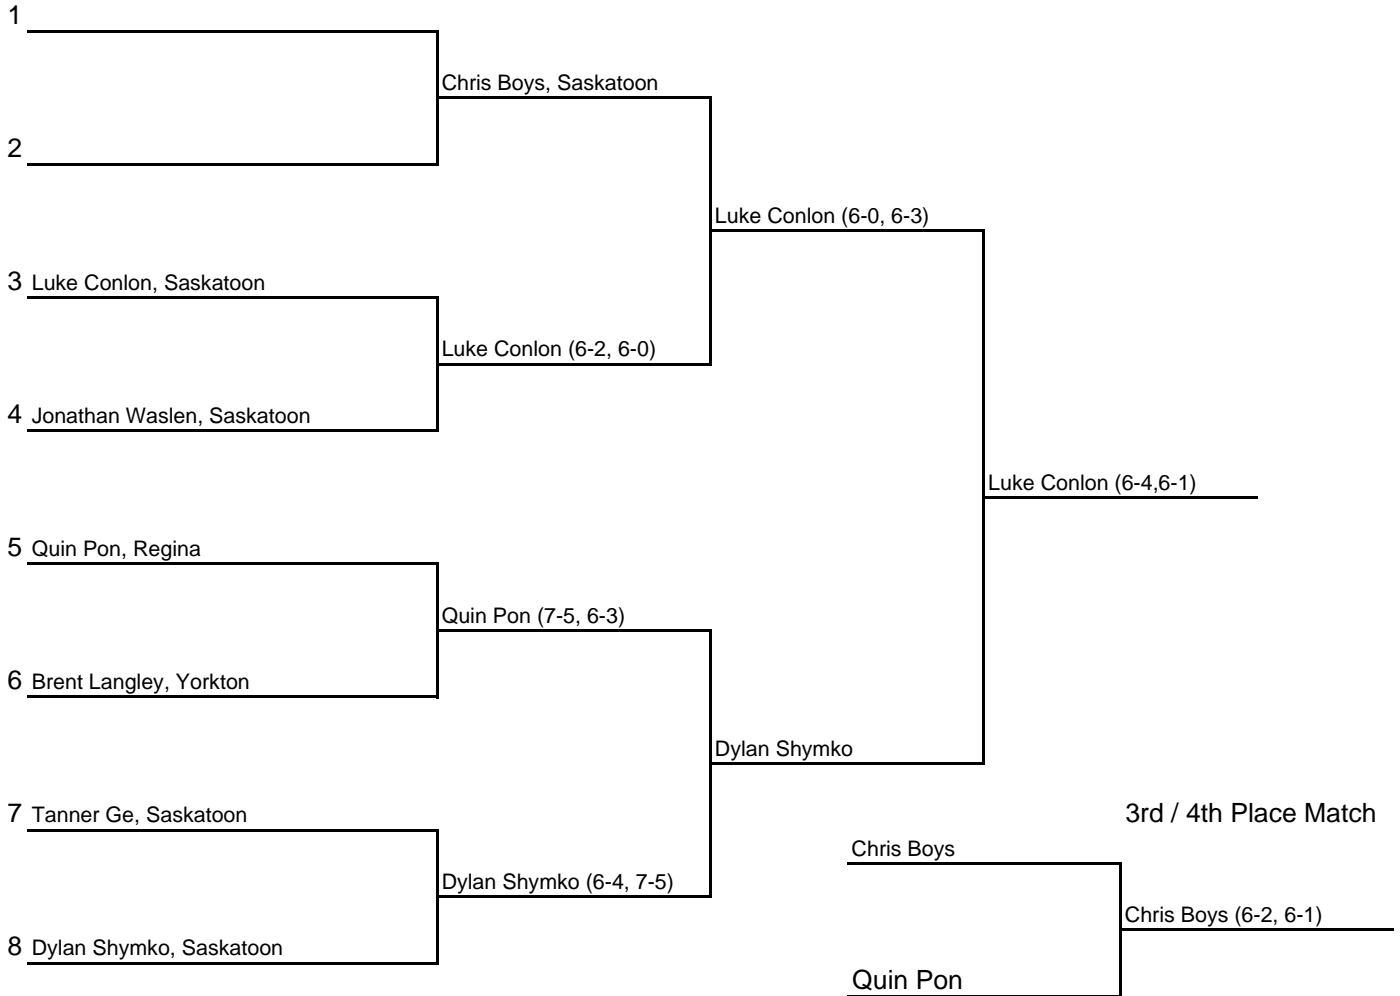 1
Chris Boys, Saskatoon
2
Luke Conlon (6-0, 6-3)
3 Luke Conlon, Saskatoon
Luke Conlon (6-2, 6-0)
4 Jonathan Waslen, Saskatoon
Luke Conlon (6-4,6-1)
5 Quin Pon, Regina
Quin Pon (7-5, 6-3)
6 Brent Langley, Yorkton
Dylan Shymko
7 Tanner Ge, Saskatoon
3rd / 4th Place Match
Chris Boys
Dylan Shymko (6-4, 7-5)
Chris Boys (6-2, 6-1)
8 Dylan Shymko, Saskatoon
Quin Pon